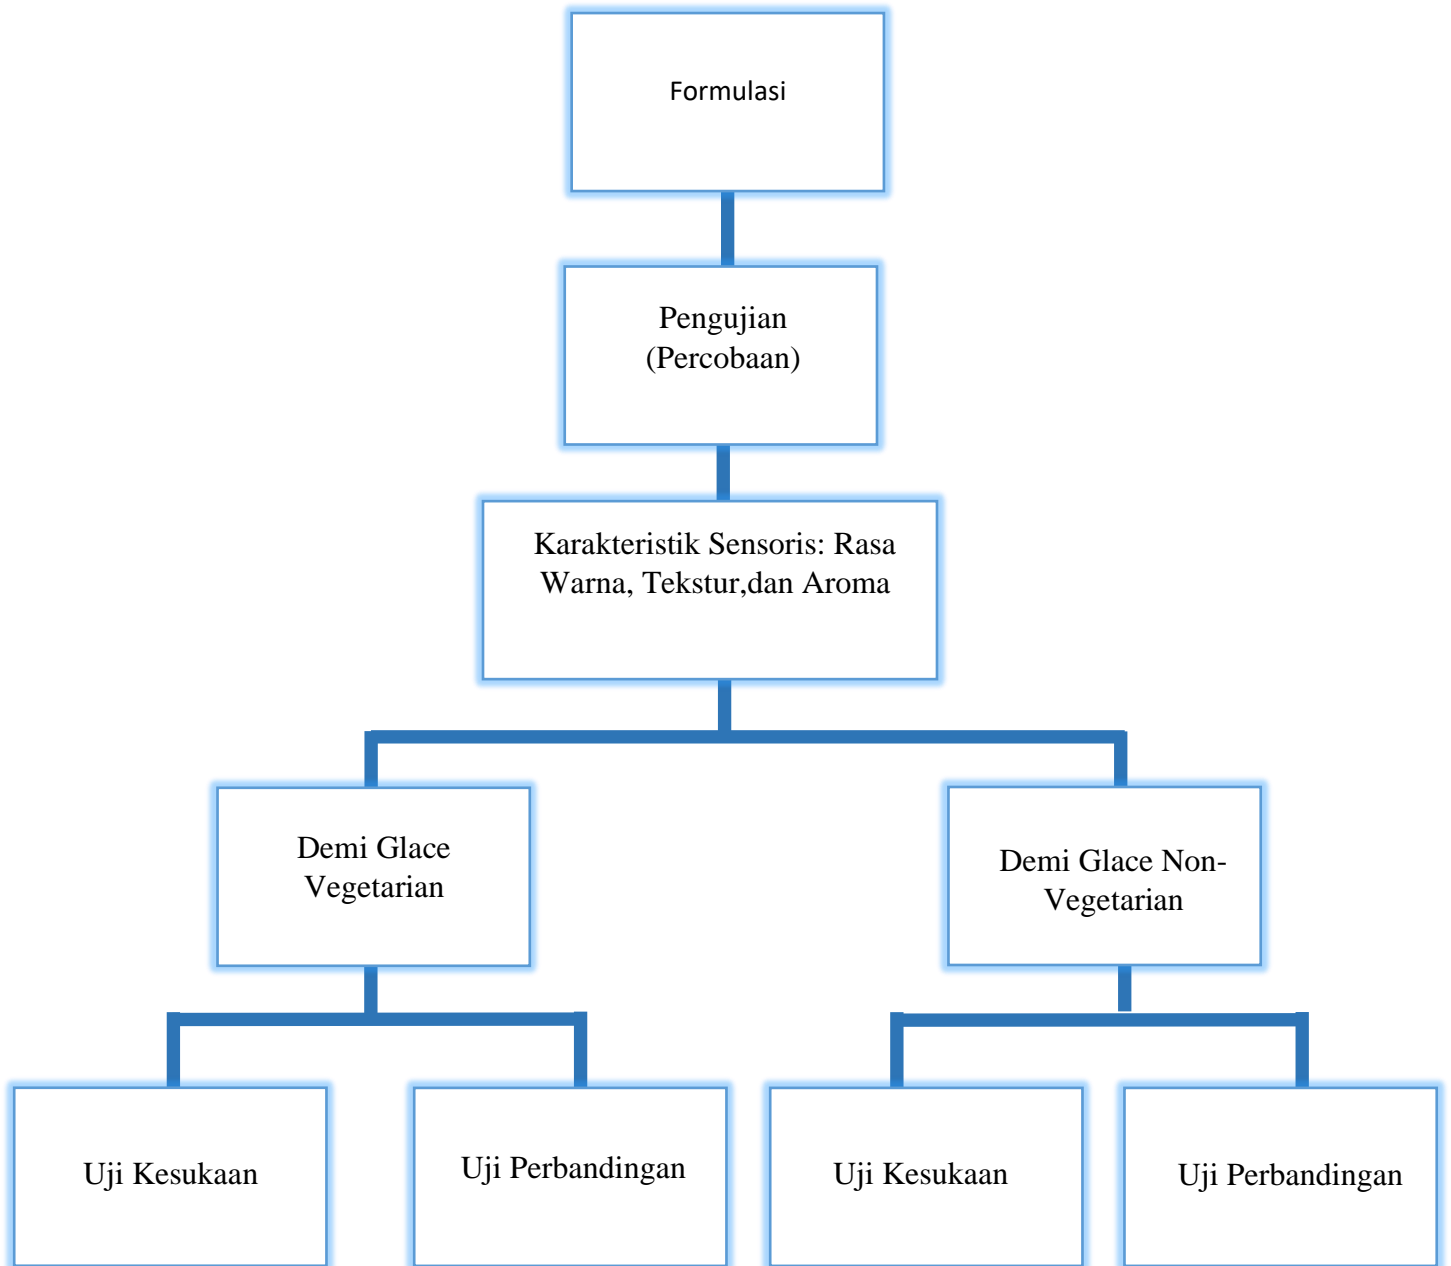 Formulasi
Pengujian
(Percobaan)
Karakteristik Sensoris: Rasa
Warna, Tekstur,dan Aroma
Demi Glace
Vegetarian
Demi Glace Non-
Vegetarian
Uji Kesukaan
Uji Perbandingan
Uji Kesukaan
Uji Perbandingan